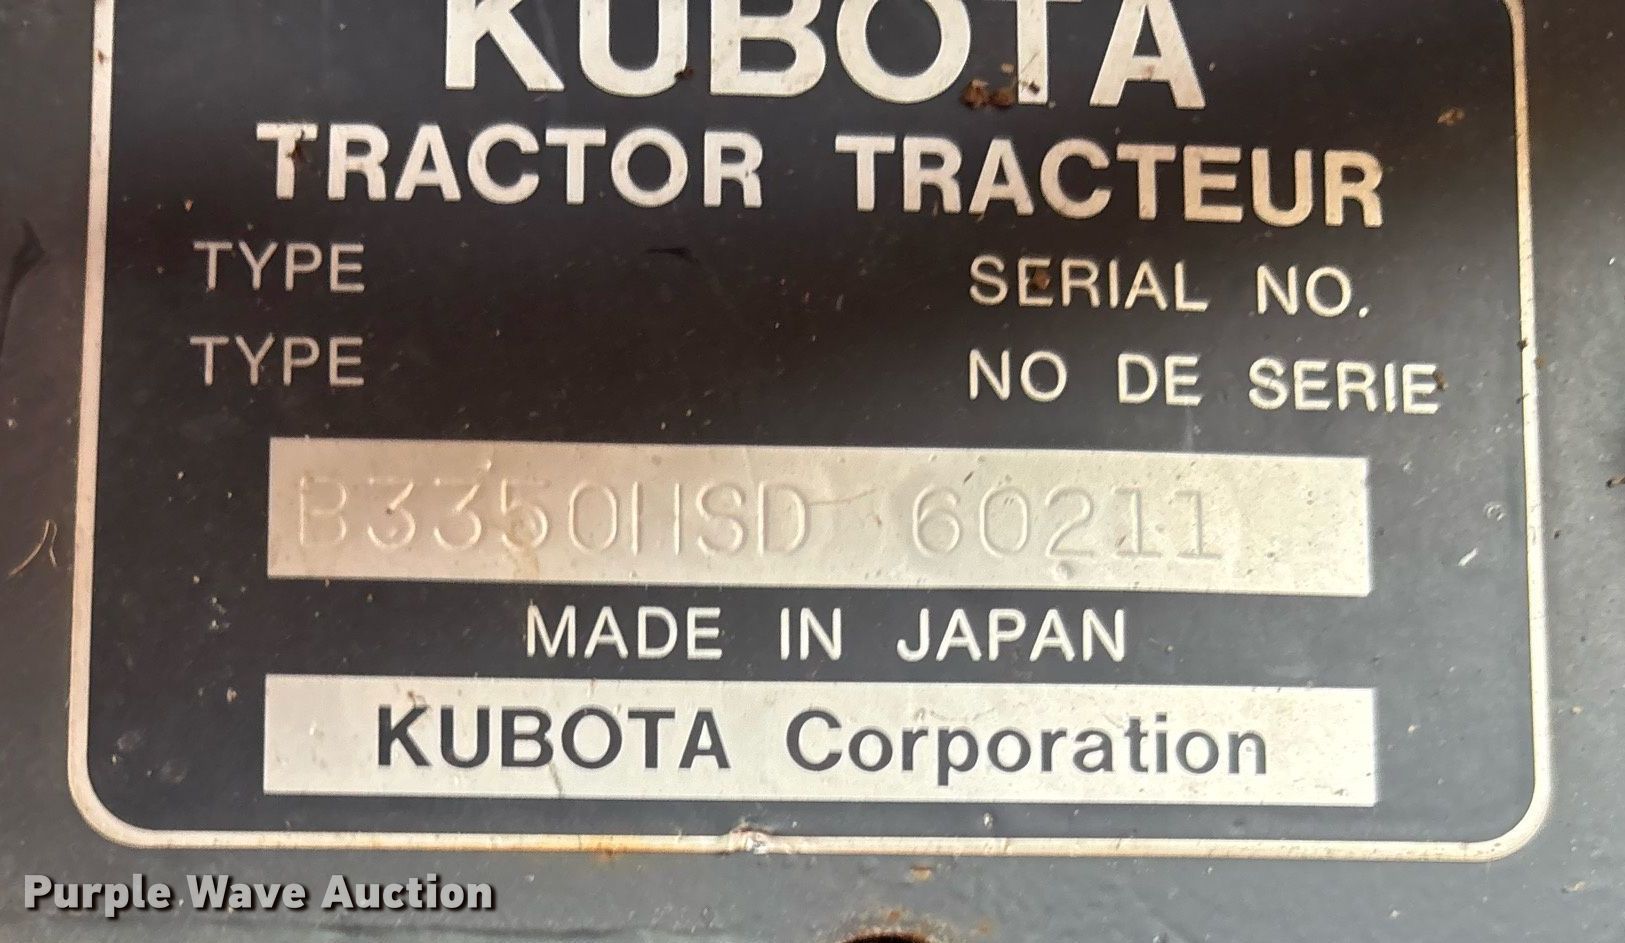 KUBOTA
TRACTOR TRACTEUR
TYPE SERIAL NO.
TYPE NO DE SERIE
B3350HSD 60211
MADE IN JAPAN
KUBOTA Corporation
Purple Wave Auction